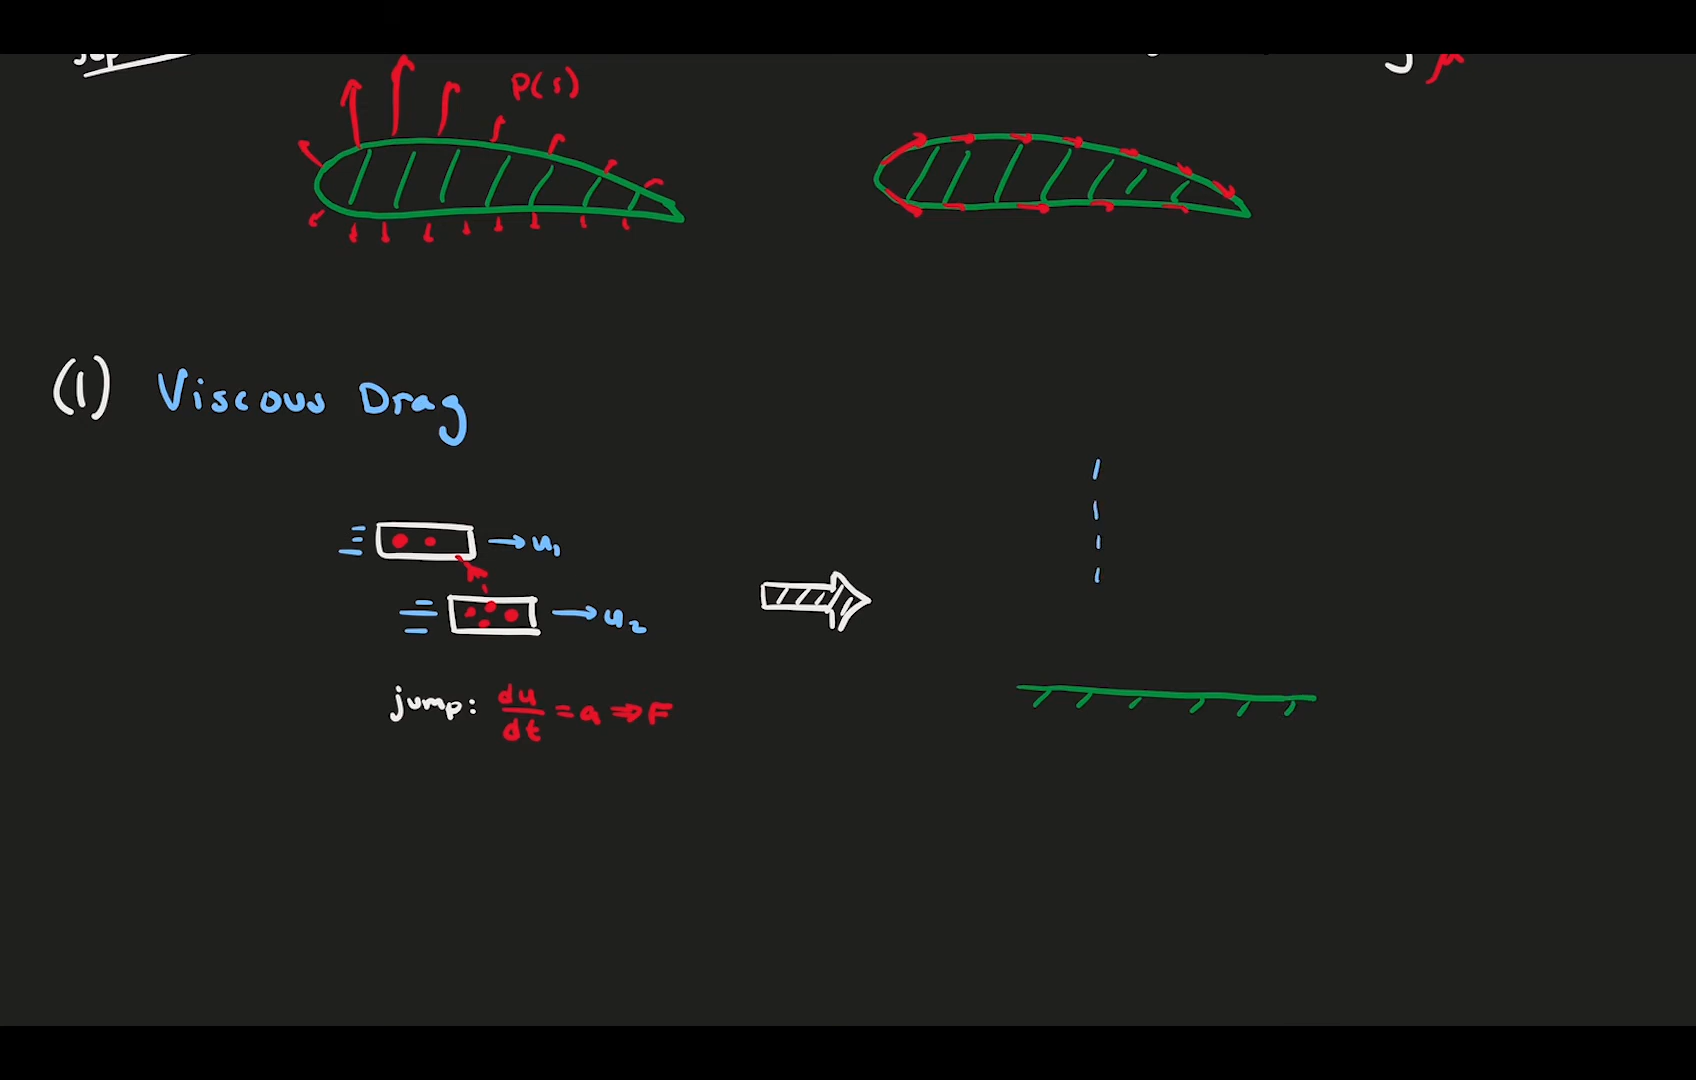 P(s)
(1) Viscous Drag
u₁
u₂
jump: du/dt = a ⇒ F